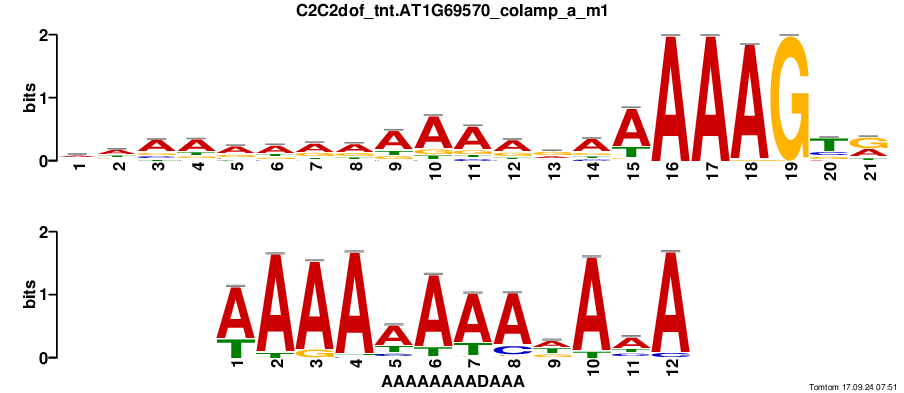 C2C2dof_tnt.AT1G69570_colamp_a_m1
2
bits
1
0
1 2 3 4 5 6 7 8 9 10 11 12 13 14 15 16 17 18 19 20 21
AAAG
2
bits
1
0
1 2 3 4 5 6 7 8 9 10 11 12
AAAAAAAADAAA
Tomtom 17.09.24 07:51